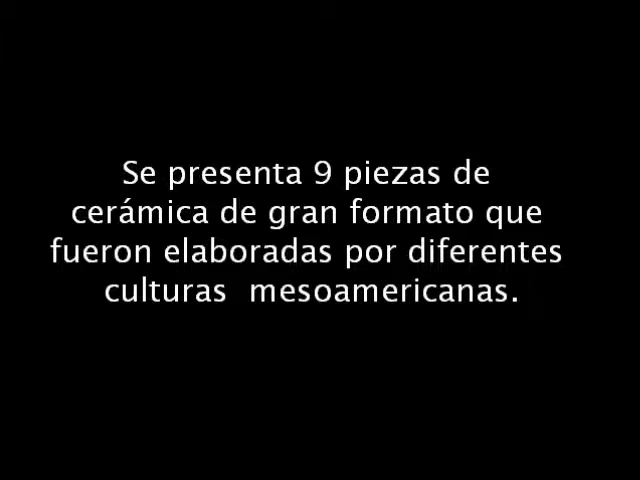 Se presenta 9 piezas de
cerámica de gran formato que
fueron elaboradas por diferentes
culturas  mesoamericanas.